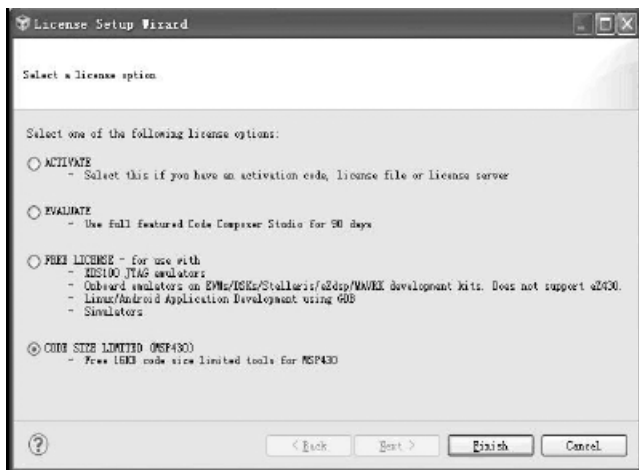 License Setup Wizard
Select a license option
Select one of the following license options:
ACTIVATE
- Select this if you have an activation code, license file or license server
EVALUATE
- Use full featured Code Composer Studio for 90 days
FREE LICENSE - for use with
- XDS100 JTAG emulators
- Onboard emulators on EVMs/DSKs/Stellaris/eZdsp/MAVRK development kits. Does not support eZ430.
- Linux/Android Application Development using GDB
- Simulators
CODE SIZE LIMITED (MSP430)
- Free 16KB code size limited tools for MSP430
?
< Back Next > Finish Cancel